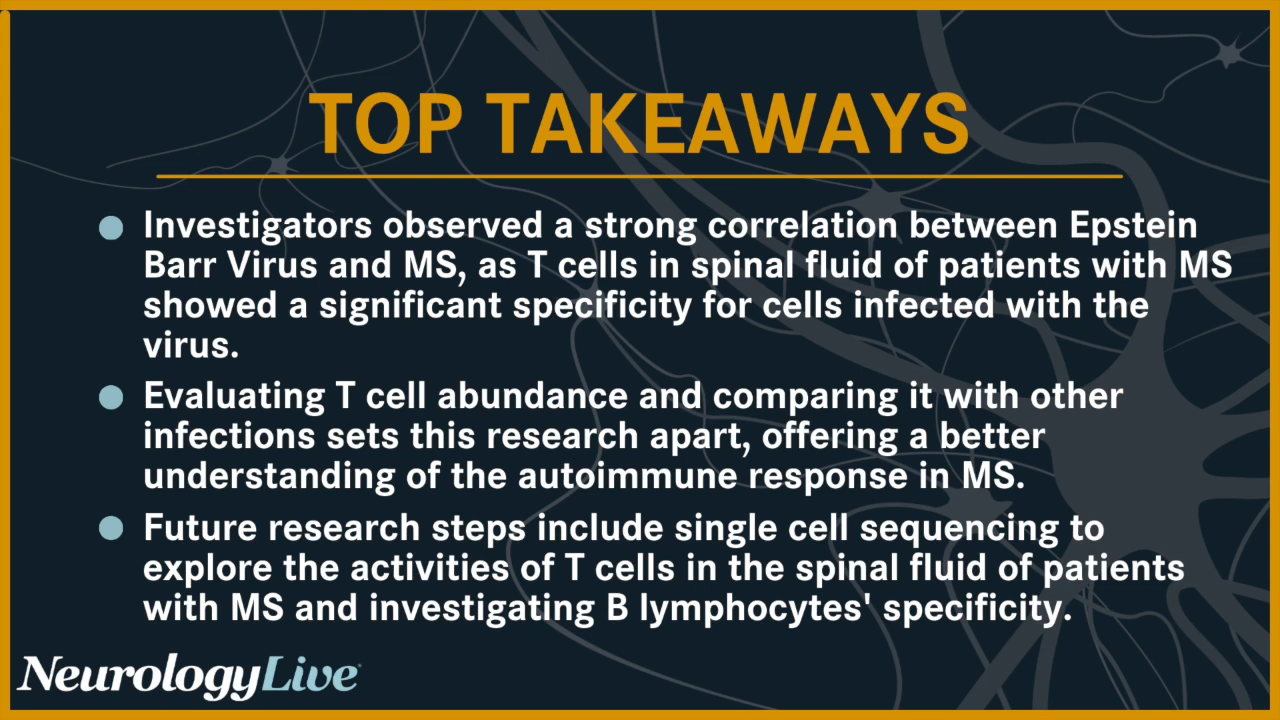 TOP TAKEAWAYS
Investigators observed a strong correlation between Epstein
Barr Virus and MS, as T cells in spinal fluid of patients with MS
showed a significant specificity for cells infected with the
virus.
Evaluating T cell abundance and comparing it with other
infections sets this research apart, offering a better
understanding of the autoimmune response in MS.
Future research steps include single cell sequencing to
explore the activities of T cells in the spinal fluid of patients
with MS and investigating B lymphocytes' specificity.
NeurologyLive